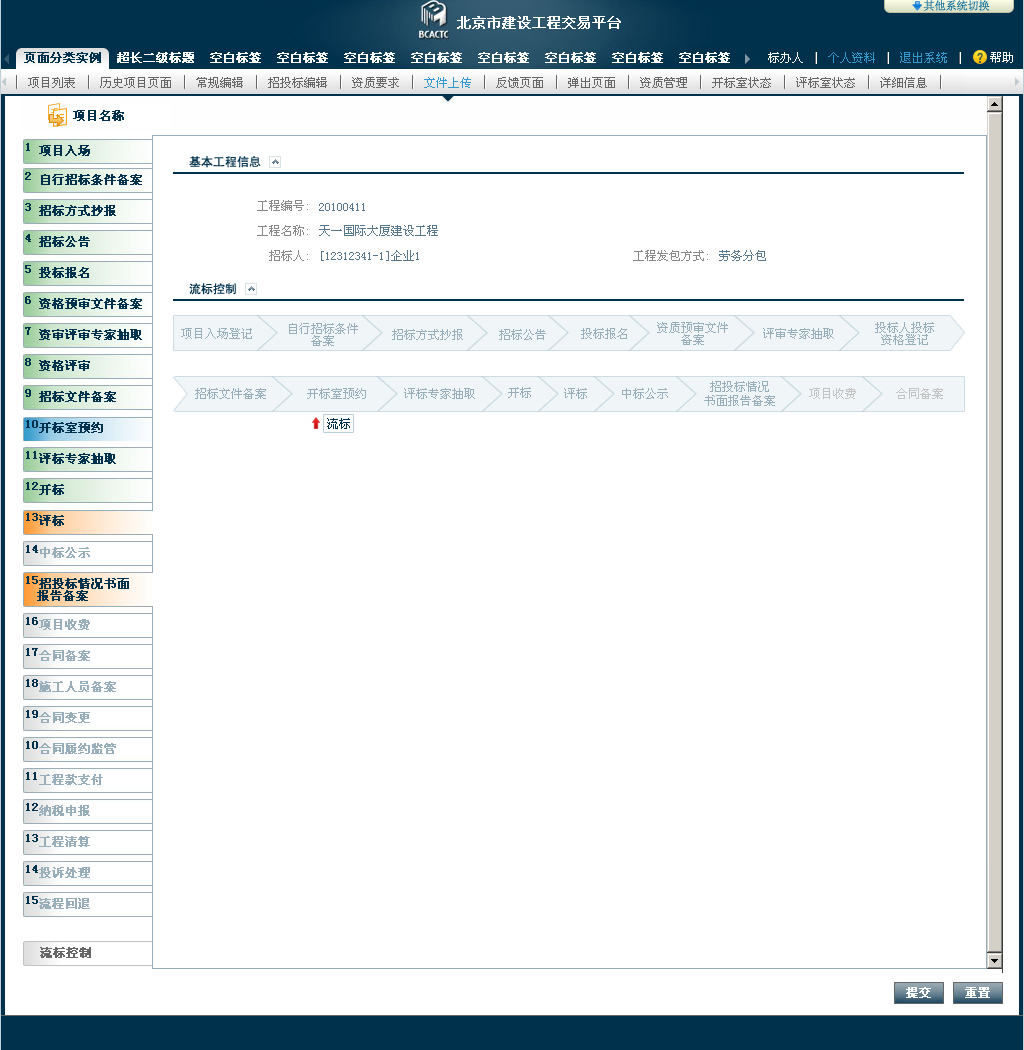 其他系统切换
BCACTC
北京市建设工程交易平台
页面分类实例 超长二级标题 空白标签 空白标签 空白标签 空白标签 空白标签 空白标签 空白标签 空白标签 标办人 | 个人资料 | 退出系统 | ? 帮助
项目列表 | 历史项目页面 | 常规编辑 | 招投标编辑 | 资质要求 | 文件上传 | 反馈页面 | 弹出页面 | 资质管理 | 开标室状态 | 评标室状态 | 详细信息 |
项目名称
1 项目入场
2 自行招标条件备案
3 招标方式抄报
4 招标公告
5 投标报名
6 资格预审文件备案
7 资审评审专家抽取
8 资格评审
9 招标文件备案
10 开标室预约
11 评标专家抽取
12 开标
13 评标
14 中标公示
15 招投标情况书面
报告备案
16 项目收费
17 合同备案
18 施工人员备案
19 合同变更
10 合同履约监管
11 工程款支付
12 纳税申报
13 工程清算
14 投诉处理
15 流程回退
流标控制
基本工程信息
工程编号: 20100411
工程名称: 天一国际大厦建设工程
招标人: [12312341-1]企业1 工程发包方式: 劳务分包
流标控制
项目入场登记
自行招标条件
备案
招标方式抄报
招标公告
投标报名
资质预审文件
备案
评审专家抽取
投标人投标
资格登记
招标文件备案
开标室预约
评标专家抽取
开标
评标
中标公示
招投标情况
书面报告备案
项目收费
合同备案
流标
提交 重置